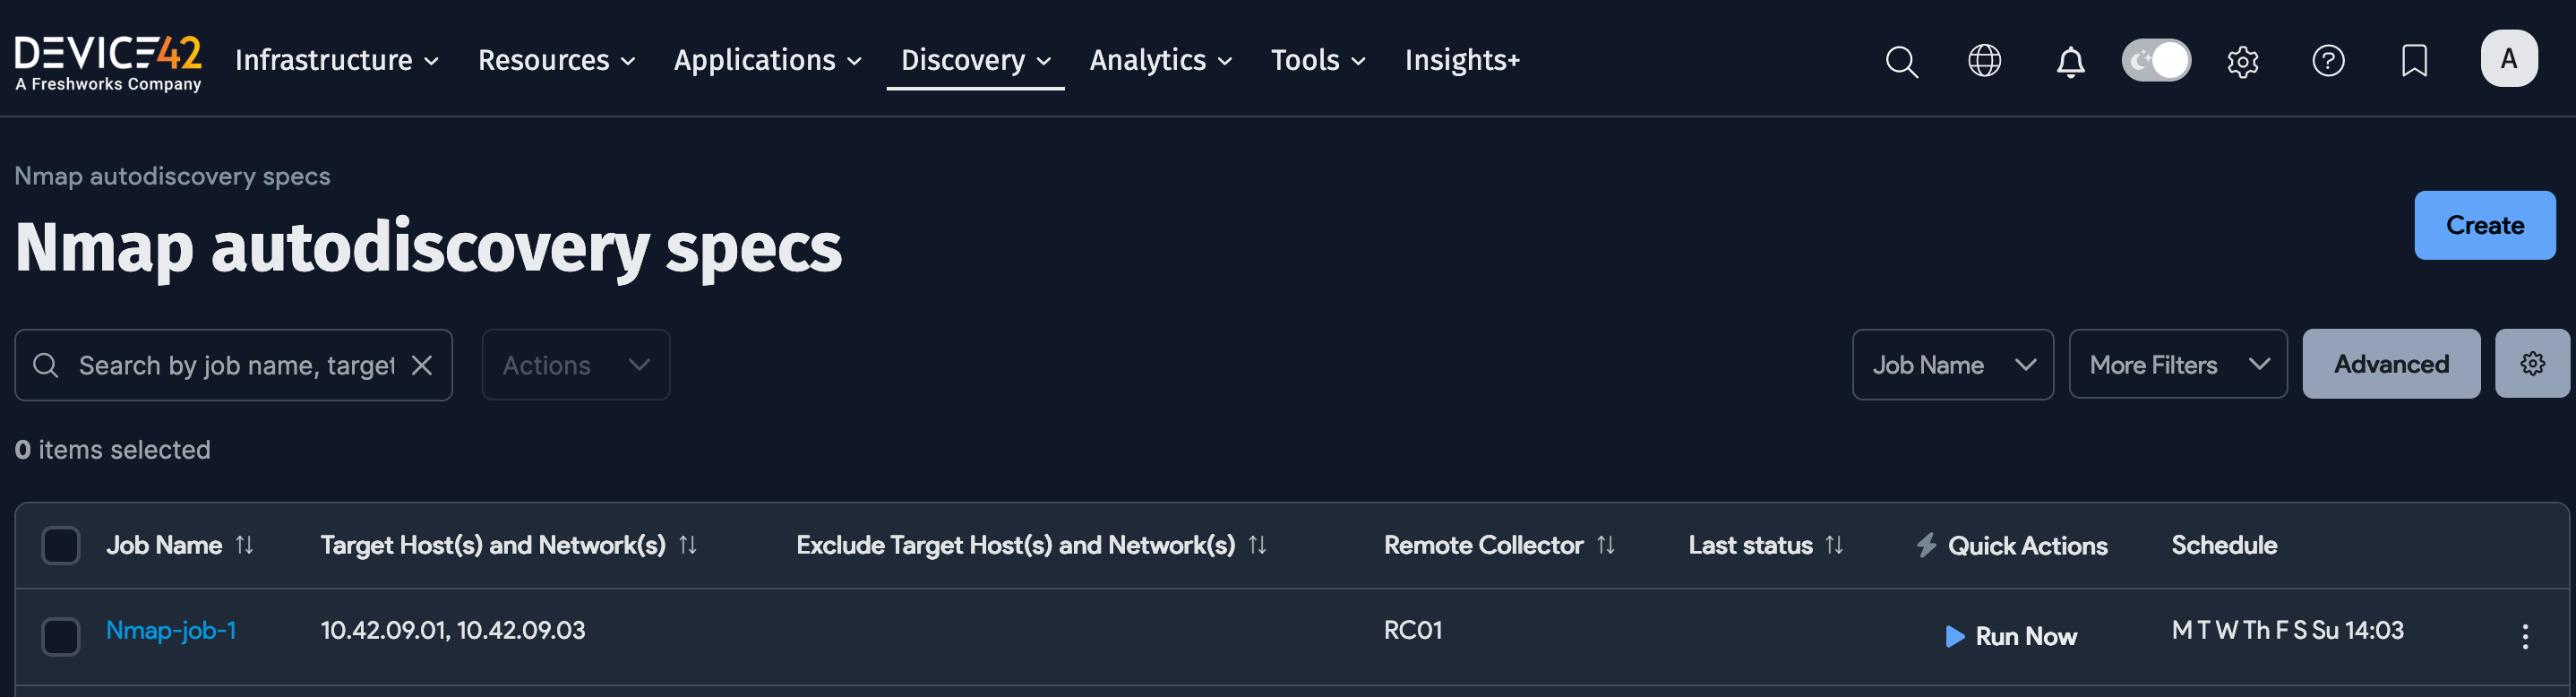 DEVICE42
A Freshworks Company
Infrastructure
Resources
Applications
Discovery
Analytics
Tools
Insights+
A
Nmap autodiscovery specs
Nmap autodiscovery specs
Create
Search by job name, target
Actions
Job Name
More Filters
Advanced
0 items selected
Job Name
Target Host(s) and Network(s)
Exclude Target Host(s) and Network(s)
Remote Collector
Last status
Quick Actions
Schedule
Nmap-job-1
10.42.09.01, 10.42.09.03
RC01
Run Now
M T W Th F S Su 14:03